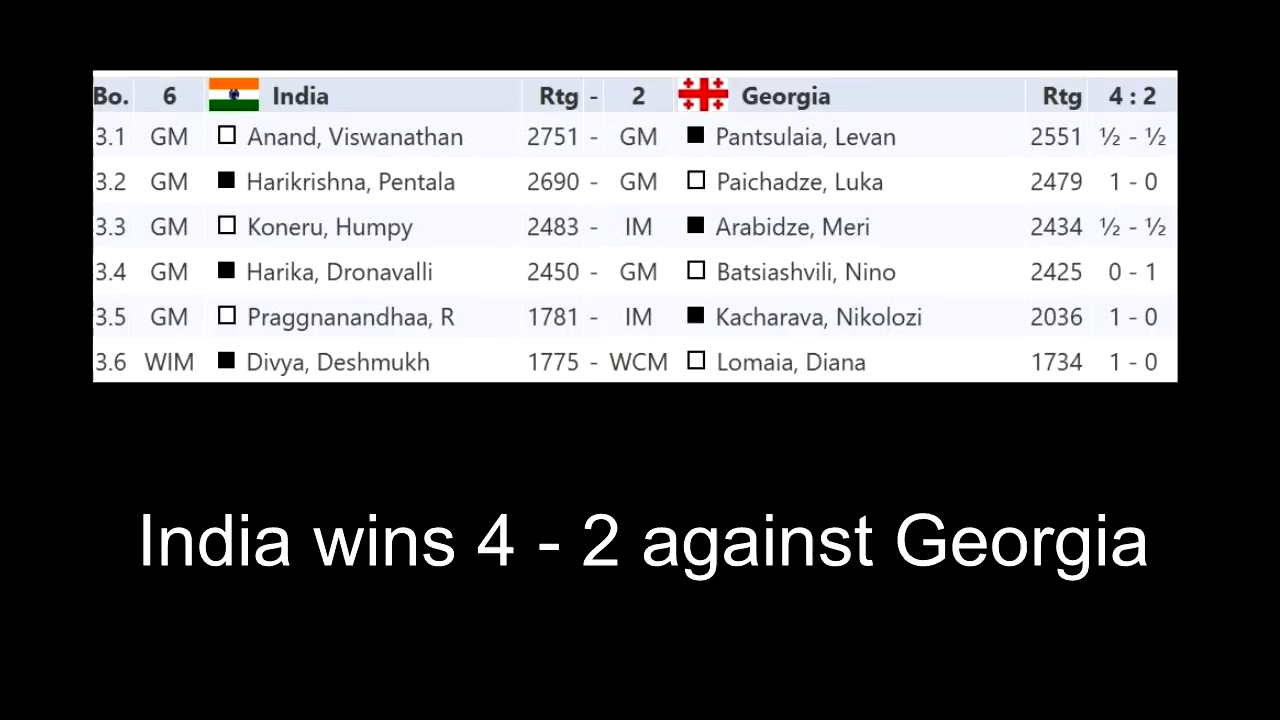 Bo. 6 India Rtg - 2 Georgia Rtg 4 : 2
3.1 GM Anand, Viswanathan 2751 - GM Pantsulaia, Levan 2551 ½ - ½
3.2 GM Harikrishna, Pentala 2690 - GM Paichadze, Luka 2479 1 - 0
3.3 GM Koneru, Humpy 2483 - IM Arabidze, Meri 2434 ½ - ½
3.4 GM Harika, Dronavalli 2450 - GM Batsiashvili, Nino 2425 0 - 1
3.5 GM Praggnanandhaa, R 1781 - IM Kacharava, Nikolozi 2036 1 - 0
3.6 WIM Divya, Deshmukh 1775 - WCM Lomaia, Diana 1734 1 - 0
India wins 4 - 2 against Georgia